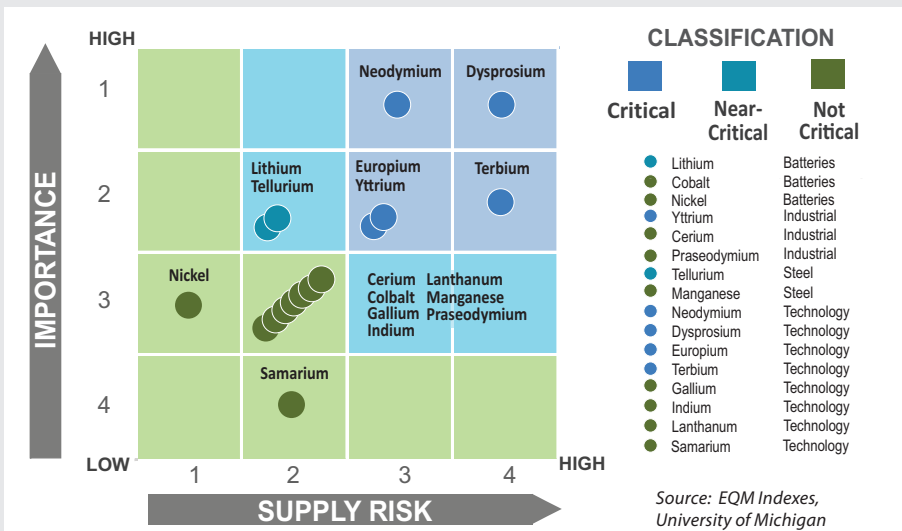 HIGH
IMPORTANCE
1
2
3
4
LOW
Neodymium
Dysprosium
Lithium
Tellurium
Europium
Yttrium
Terbium
Nickel
Cerium Lanthanum
Colbalt Manganese
Gallium Praseodymium
Indium
Samarium
1 2 3 4
HIGH
SUPPLY RISK
CLASSIFICATION
Critical
Near-
Critical
Not
Critical
Lithium Batteries
Cobalt Batteries
Nickel Batteries
Yttrium Industrial
Cerium Industrial
Praseodymium Industrial
Tellurium Steel
Manganese Steel
Neodymium Technology
Dysprosium Technology
Europium Technology
Terbium Technology
Gallium Technology
Indium Technology
Lanthanum Technology
Samarium Technology
Source: EQM Indexes,
University of Michigan